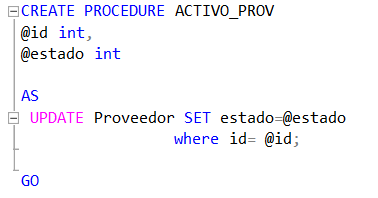 CREATE PROCEDURE ACTIVO_PROV
@id int,
@estado int
AS
UPDATE Proveedor SET estado=@estado
where id= @id;
GO